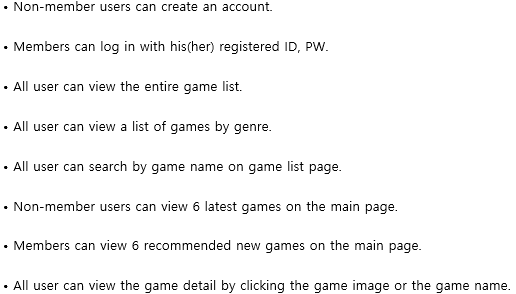 • Non-member users can create an account.
• Members can log in with his(her) registered ID, PW.
• All user can view the entire game list.
• All user can view a list of games by genre.
• All user can search by game name on game list page.
• Non-member users can view 6 latest games on the main page.
• Members can view 6 recommended new games on the main page.
• All user can view the game detail by clicking the game image or the game name.